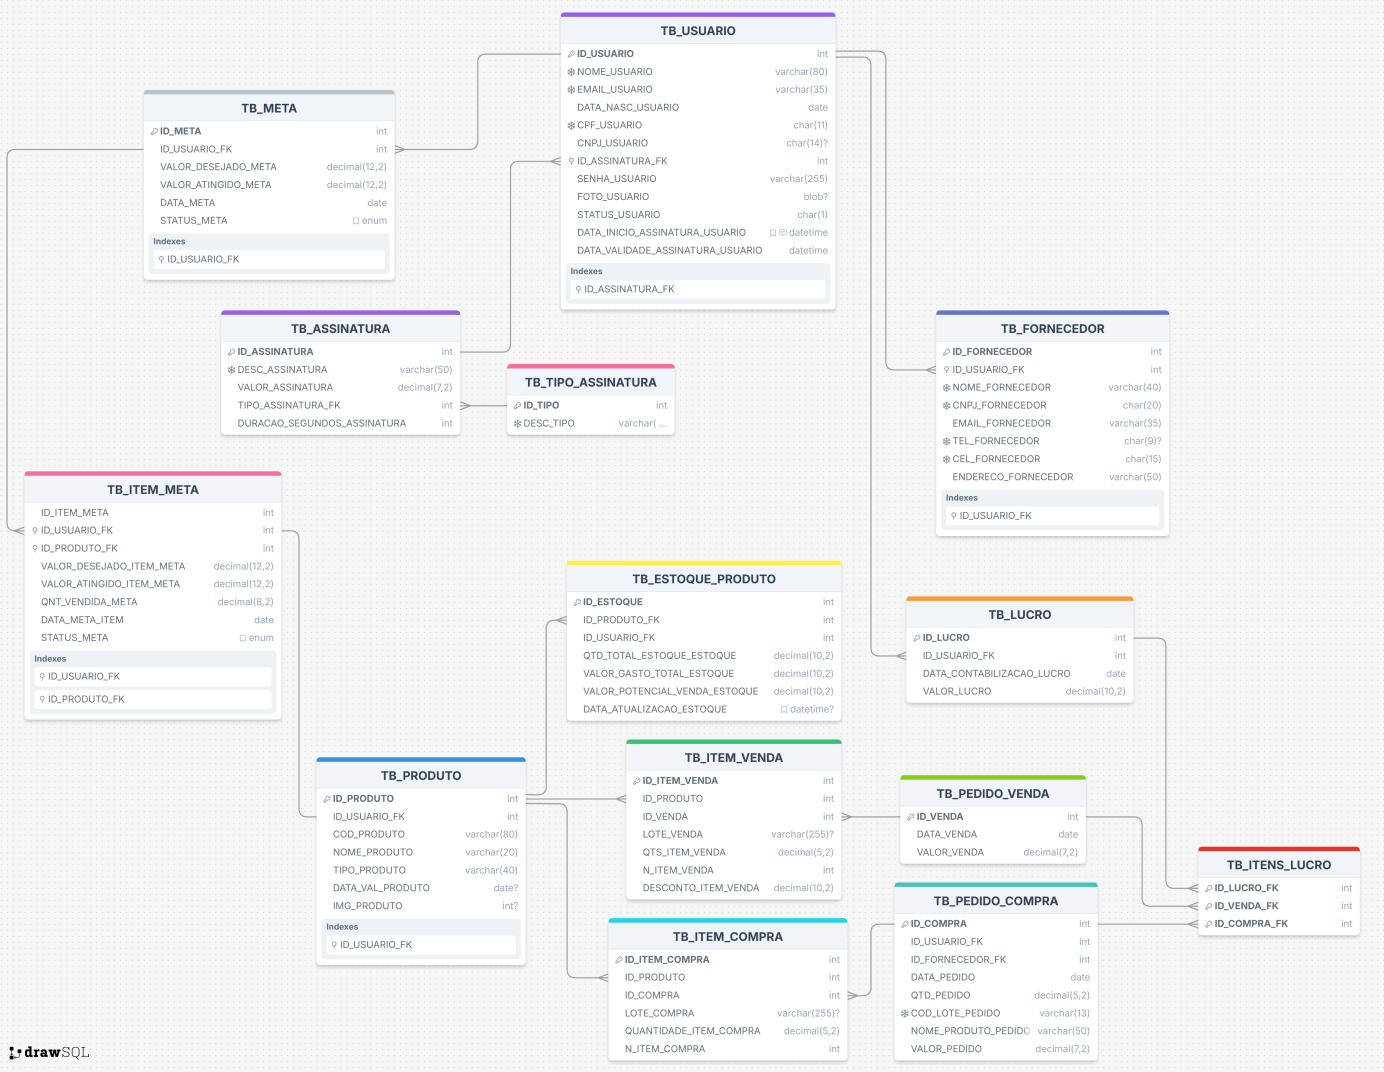 TB_USUARIO
ID_USUARIO int
NOME_USUARIO varchar(80)
EMAIL_USUARIO varchar(35)
DATA_NASC_USUARIO date
CPF_USUARIO char(11)
CNPJ_USUARIO char(14)?
ID_ASSINATURA_FK int
SENHA_USUARIO varchar(255)
FOTO_USUARIO blob?
STATUS_USUARIO char(1)
DATA_INICIO_ASSINATURA_USUARIO datetime
DATA_VALIDADE_ASSINATURA_USUARIO datetime
Indexes
ID_ASSINATURA_FK
TB_META
ID_META int
ID_USUARIO_FK int
VALOR_DESEJADO_META decimal(12,2)
VALOR_ATINGIDO_META decimal(12,2)
DATA_META date
STATUS_META enum
Indexes
ID_USUARIO_FK
TB_ASSINATURA
ID_ASSINATURA int
DESC_ASSINATURA varchar(50)
VALOR_ASSINATURA decimal(7,2)
TIPO_ASSINATURA_FK int
DURACAO_SEGUNDOS_ASSINATURA int
TB_TIPO_ASSINATURA
ID_TIPO int
DESC_TIPO varchar( ...
TB_FORNECEDOR
ID_FORNECEDOR int
ID_USUARIO_FK int
NOME_FORNECEDOR varchar(40)
CNPJ_FORNECEDOR char(20)
EMAIL_FORNECEDOR varchar(35)
TEL_FORNECEDOR char(9)?
CEL_FORNECEDOR char(15)
ENDERECO_FORNECEDOR varchar(50)
Indexes
ID_USUARIO_FK
TB_ITEM_META
ID_ITEM_META int
ID_USUARIO_FK int
ID_PRODUTO_FK int
VALOR_DESEJADO_ITEM_META decimal(12,2)
VALOR_ATINGIDO_ITEM_META decimal(12,2)
QNT_VENDIDA_META decimal(8,2)
DATA_META_ITEM date
STATUS_META enum
Indexes
ID_USUARIO_FK
ID_PRODUTO_FK
TB_ESTOQUE_PRODUTO
ID_ESTOQUE int
ID_PRODUTO_FK int
ID_USUARIO_FK int
QTD_TOTAL_ESTOQUE_ESTOQUE decimal(10,2)
VALOR_GASTO_TOTAL_ESTOQUE decimal(10,2)
VALOR_POTENCIAL_VENDA_ESTOQUE decimal(10,2)
DATA_ATUALIZACAO_ESTOQUE datetime?
TB_LUCRO
ID_LUCRO int
ID_USUARIO_FK int
DATA_CONTABILIZACAO_LUCRO date
VALOR_LUCRO decimal(10,2)
TB_PRODUTO
ID_PRODUTO int
ID_USUARIO_FK int
COD_PRODUTO varchar(80)
NOME_PRODUTO varchar(20)
TIPO_PRODUTO varchar(40)
DATA_VAL_PRODUTO date?
IMG_PRODUTO int?
Indexes
ID_USUARIO_FK
TB_ITEM_VENDA
ID_ITEM_VENDA int
ID_PRODUTO int
ID_VENDA int
LOTE_VENDA varchar(255)?
QTS_ITEM_VENDA decimal(5,2)
N_ITEM_VENDA int
DESCONTO_ITEM_VENDA decimal(10,2)
TB_PEDIDO_VENDA
ID_VENDA int
DATA_VENDA date
VALOR_VENDA decimal(7,2)
TB_ITENS_LUCRO
ID_LUCRO_FK int
ID_VENDA_FK int
ID_COMPRA_FK int
TB_PEDIDO_COMPRA
ID_COMPRA int
ID_USUARIO_FK int
ID_FORNECEDOR_FK int
DATA_PEDIDO date
QTD_PEDIDO decimal(5,2)
COD_LOTE_PEDIDO varchar(13)
NOME_PRODUTO_PEDIDO varchar(50)
VALOR_PEDIDO decimal(7,2)
TB_ITEM_COMPRA
ID_ITEM_COMPRA int
ID_PRODUTO int
ID_COMPRA int
LOTE_COMPRA varchar(255)?
QUANTIDADE_ITEM_COMPRA decimal(5,2)
N_ITEM_COMPRA int
drawSQL